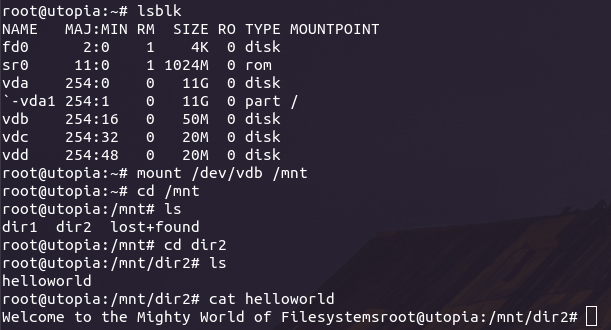 root@utopia:~# lsblk
NAME   MAJ:MIN RM  SIZE RO TYPE MOUNTPOINT
fd0      2:0    1    4K  0 disk
sr0     11:0    1 1024M  0 rom
vda    254:0    0   11G  0 disk
`-vda1 254:1    0   11G  0 part /
vdb    254:16   0   50M  0 disk
vdc    254:32   0   20M  0 disk
vdd    254:48   0   20M  0 disk
root@utopia:~# mount /dev/vdb /mnt
root@utopia:~# cd /mnt
root@utopia:/mnt# ls
dir1  dir2  lost+found
root@utopia:/mnt# cd dir2
root@utopia:/mnt/dir2# ls
helloworld
root@utopia:/mnt/dir2# cat helloworld
Welcome to the Mighty World of Filesystemsroot@utopia:/mnt/dir2#